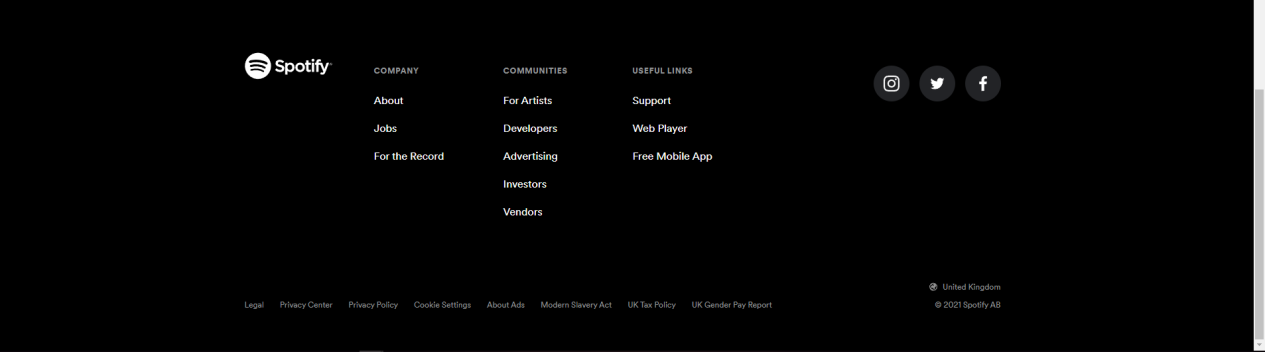 Spotify
COMPANY
About
Jobs
For the Record
COMMUNITIES
For Artists
Developers
Advertising
Investors
Vendors
USEFUL LINKS
Support
Web Player
Free Mobile App
United Kingdom
Legal Privacy Center Privacy Policy Cookie Settings About Ads Modern Slavery Act UK Tax Policy UK Gender Pay Report
© 2021 Spotify AB